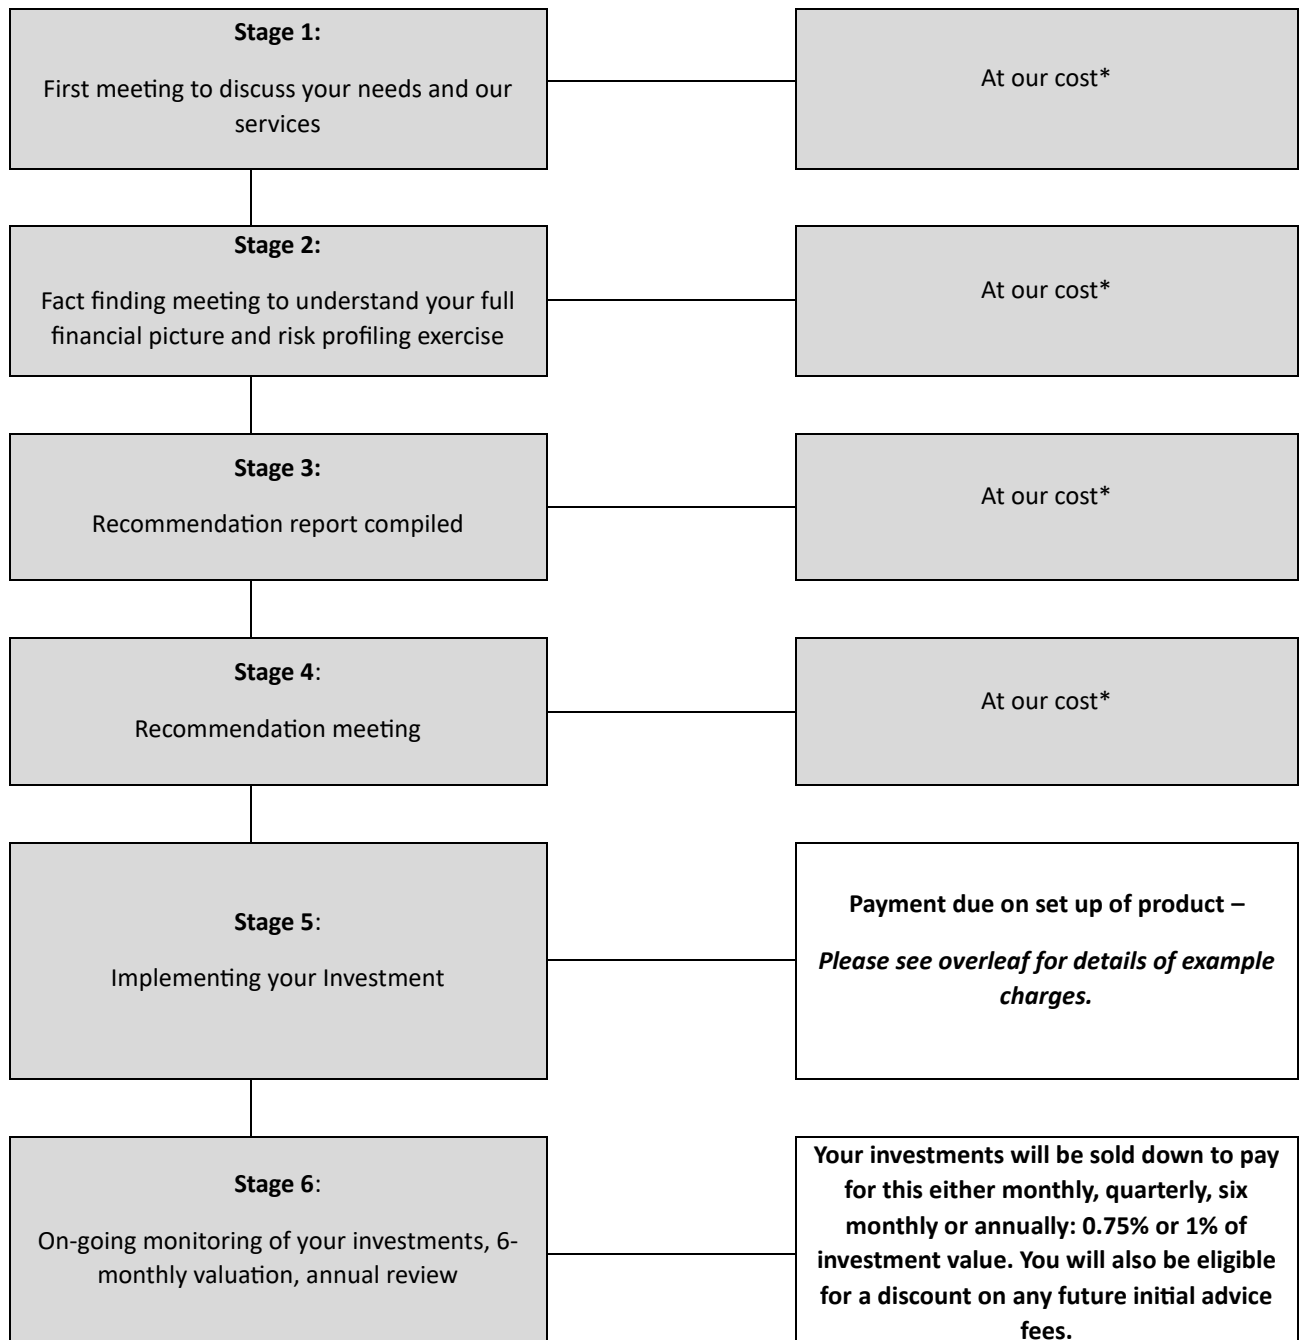 Stage 1:
First meeting to discuss your needs and our
services
At our cost*
Stage 2:
Fact finding meeting to understand your full
financial picture and risk profiling exercise
At our cost*
Stage 3:
Recommendation report compiled
At our cost*
Stage 4:
Recommendation meeting
At our cost*
Stage 5:
Implementing your Investment
Payment due on set up of product –
Please see overleaf for details of example
charges.
Stage 6:
On-going monitoring of your investments, 6-
monthly valuation, annual review
Your investments will be sold down to pay
for this either monthly, quarterly, six
monthly or annually: 0.75% or 1% of
investment value. You will also be eligible
for a discount on any future initial advice
fees.